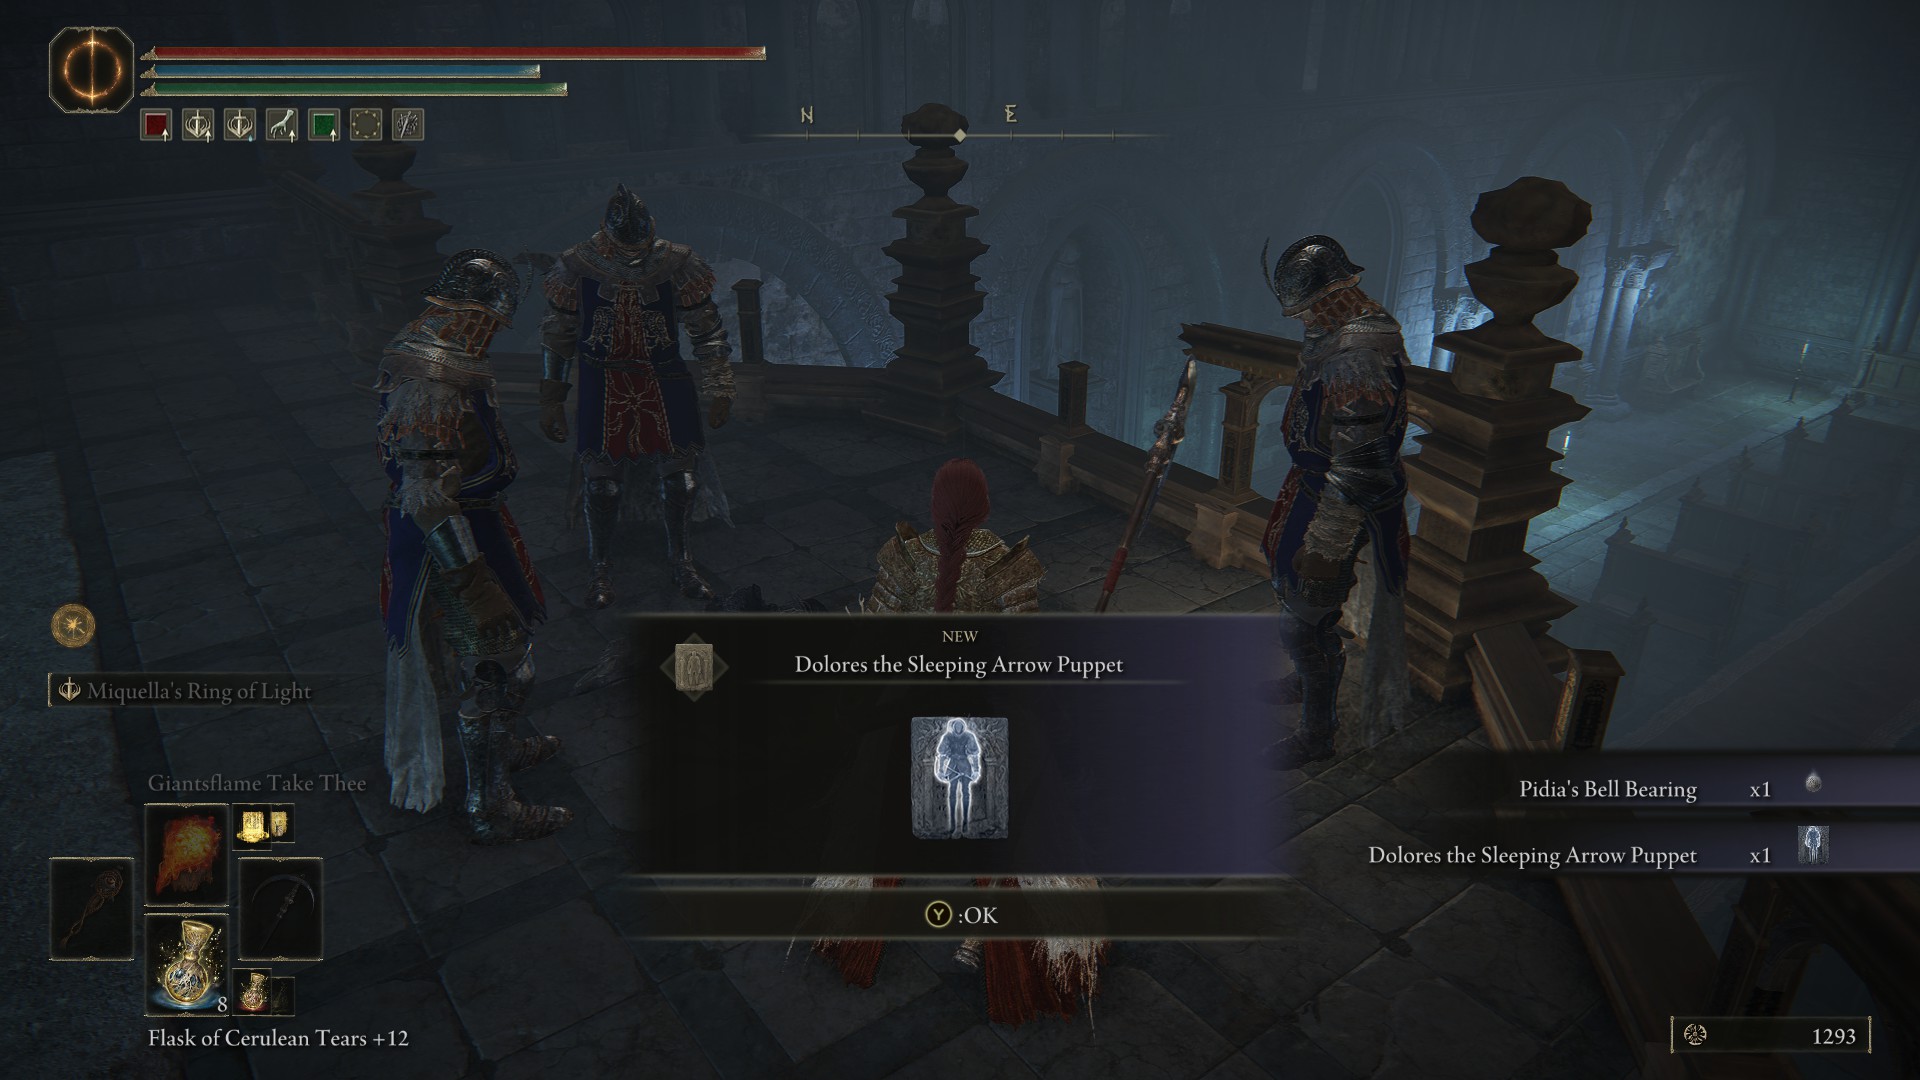 N
E
Miquella's Ring of Light
Giantsflame Take Thee
8
Flask of Cerulean Tears +12
NEW
Dolores the Sleeping Arrow Puppet
Y :OK
Pidia's Bell Bearing x1
Dolores the Sleeping Arrow Puppet x1
1293